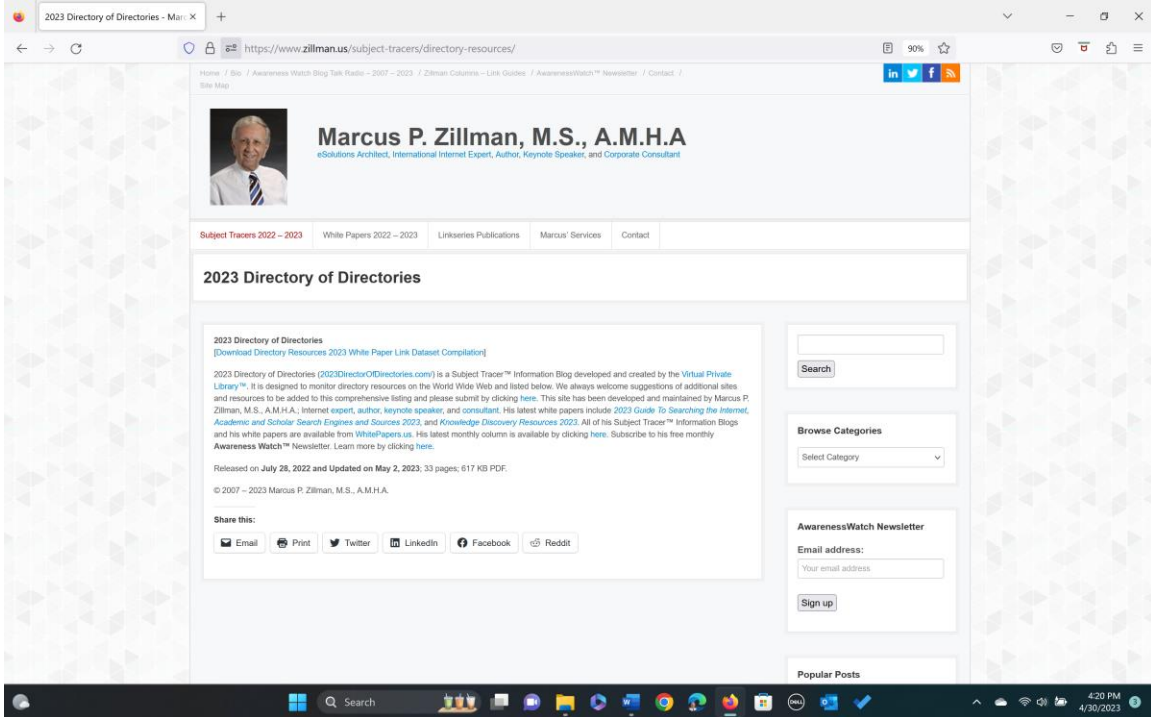 2023 Directory of Directories - Marc
https://www.zillman.us/subject-tracers/directory-resources/
90%
Home / Bio / Awareness Watch Blog Talk Radio – 2007 – 2023 / Zillman Columns – Link Guides / AwarenessWatch™ Newsletter / Contact /
Site Map
Marcus P. Zillman, M.S., A.M.H.A
eSolutions Architect, International Internet Expert, Author, Keynote Speaker, and Corporate Consultant
Subject Tracers 2022 – 2023 White Papers 2022 – 2023 Linkseries Publications Marcus' Services Contact
2023 Directory of Directories
2023 Directory of Directories
[Download Directory Resources 2023 White Paper Link Dataset Compilation]
2023 Directory of Directories (2023DirectorOfDirectories.com/) is a Subject Tracer™ Information Blog developed and created by the Virtual Private
Library™. It is designed to monitor directory resources on the World Wide Web and listed below. We always welcome suggestions of additional sites
and resources to be added to this comprehensive listing and please submit by clicking here. This site has been developed and maintained by Marcus P.
Zillman, M.S., A.M.H.A.; Internet expert, author, keynote speaker, and consultant. His latest white papers include 2023 Guide To Searching the Internet,
Academic and Scholar Search Engines and Sources 2023, and Knowledge Discovery Resources 2023. All of his Subject Tracer™ Information Blogs
and his white papers are available from WhitePapers.us. His latest monthly column is available by clicking here. Subscribe to his free monthly
Awareness Watch™ Newsletter. Learn more by clicking here.
Released on July 28, 2022 and Updated on May 2, 2023; 33 pages; 617 KB PDF.
© 2007 – 2023 Marcus P. Zillman, M.S., A.M.H.A.
Share this:
Email Print Twitter LinkedIn Facebook Reddit
Search
Browse Categories
Select Category
AwarenessWatch Newsletter
Email address:
Your email address
Sign up
Popular Posts
Search
DELL
4:20 PM
4/30/2023
3